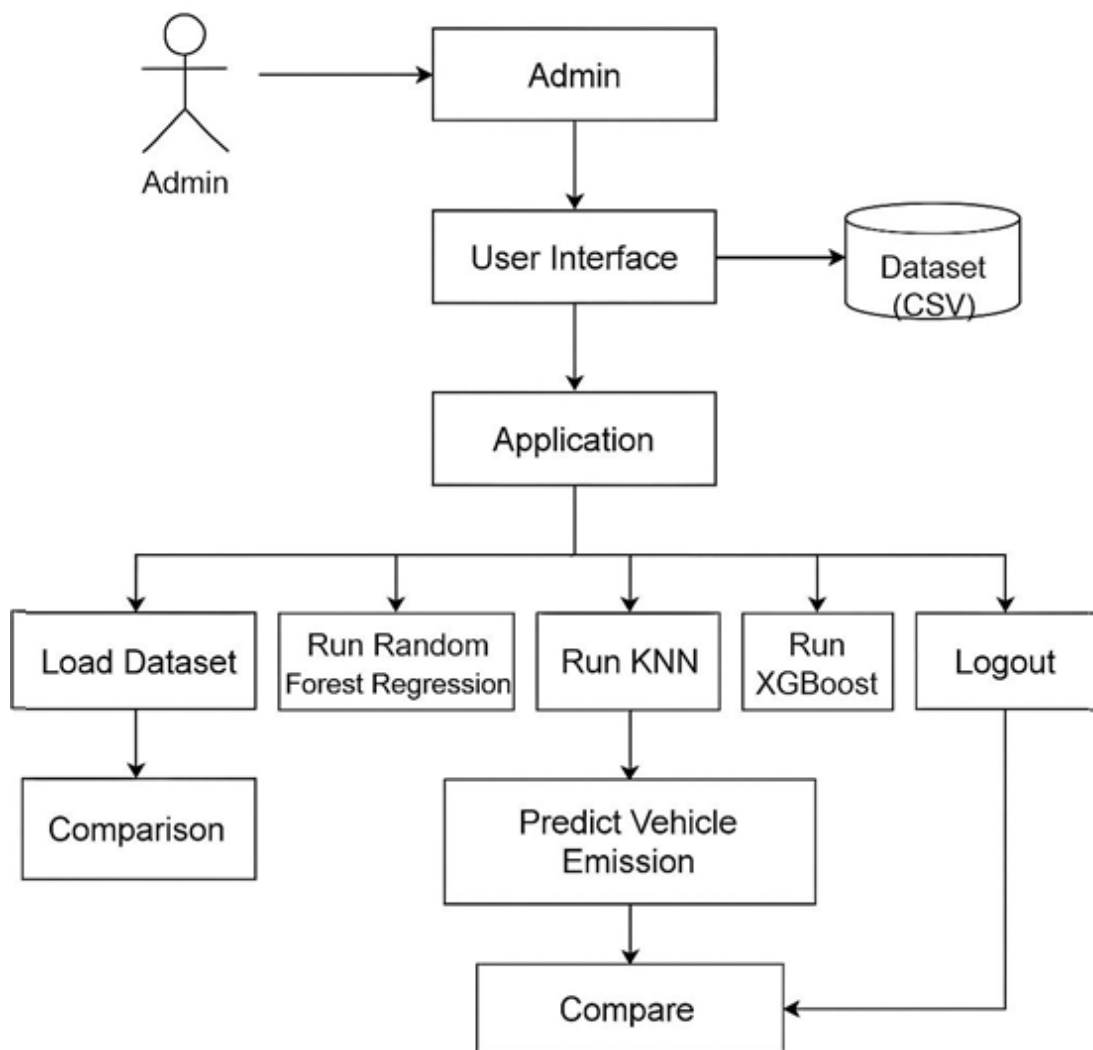 Admin
Admin
User Interface
Dataset
(CSV)
Application
Load Dataset
Run Random
Forest Regression
Run KNN
Run
XGBoost
Logout
Comparison
Predict Vehicle
Emission
Compare